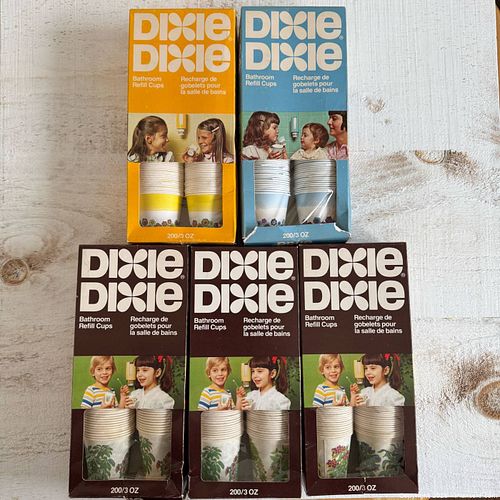 DIXIE
DIXIE®
Bathroom
Refill Cups
Recharge de
gobelets pour
la salle de bains
200/3 OZ
DIXIE
DIXIE®
Bathroom
Refill Cups
Recharge de
gobelets pour
la salle de bains
200/3 OZ
DIXIE
DIXIE®
Bathroom
Refill Cups
Recharge de
gobelets pour
la salle de bains
200/3 OZ
DIXIE
DIXIE®
Bathroom
Refill Cups
Recharge de
gobelets pour
la salle de bains
200/3 OZ
DIXIE
DIXIE®
Bathroom
Refill Cups
Recharge de
gobelets pour
la salle de bains
200/3 OZ